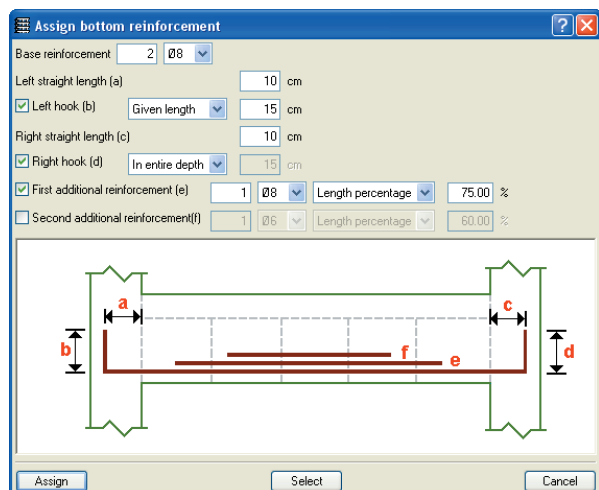 Assign bottom reinforcement
Base reinforcement 2 Ø8
Left straight length (a) 10 cm
Left hook (b) Given length 15 cm
Right straight length (c) 10 cm
Right hook (d) In entire depth 15 cm
First additional reinforcement (e) 1 Ø8 Length percentage 75.00 %
Second additional reinforcement(f) 1 Ø6 Length percentage 60.00 %
a c
b f d
e
Assign Select Cancel